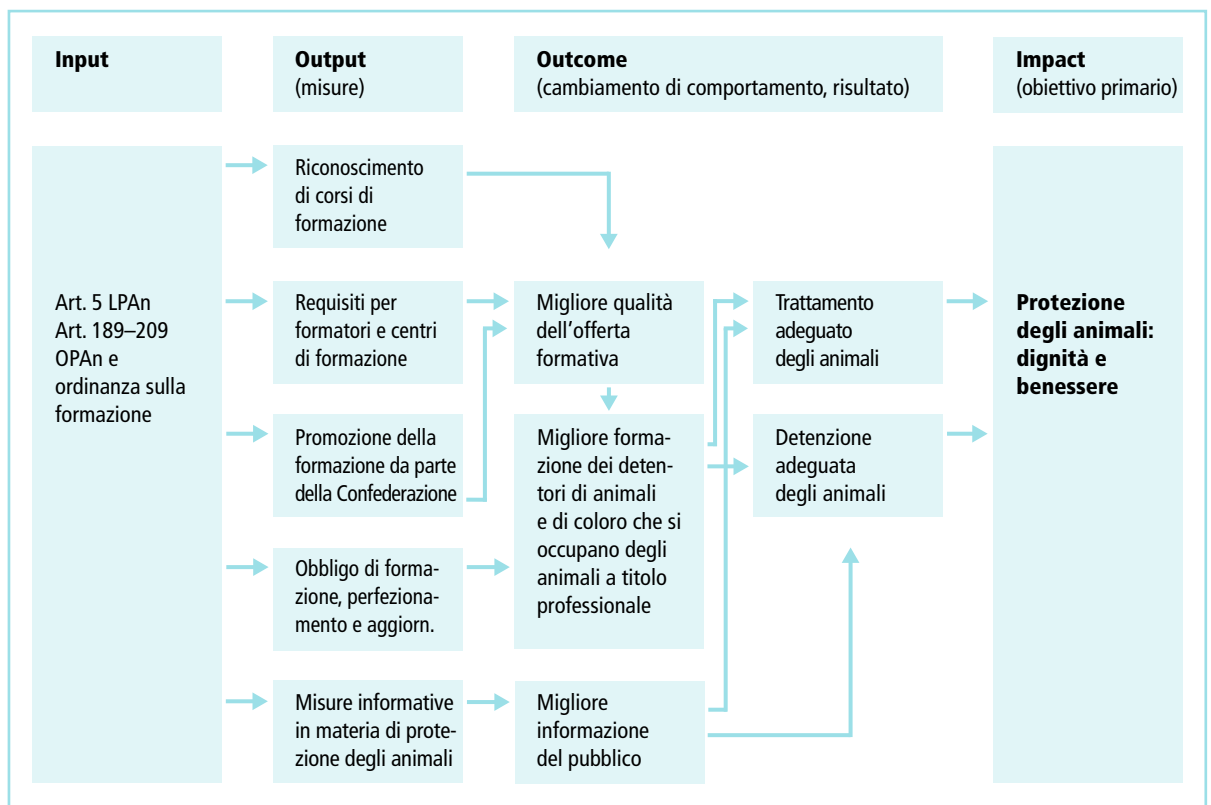 Input
Output
(misure)
Outcome
(cambiamento di comportamento, risultato)
Impact
(obiettivo primario)
Art. 5 LPAn
Art. 189–209
OPAn e
ordinanza sulla
formazione
Riconoscimento
di corsi di
formazione
Requisiti per
formatori e centri
di formazione
Promozione della
formazione da parte
della Confederazione
Obbligo di forma-
zione, perfeziona-
mento e aggiorn.
Misure informative
in materia di prote-
zione degli animali
Migliore qualità
dell'offerta
formativa
Migliore forma-
zione dei deten-
tori di animali
e di coloro che si
occupano degli
animali a titolo
professionale
Migliore
informazione
del pubblico
Trattamento
adeguato
degli animali
Detenzione
adeguata
degli animali
Protezione
degli animali:
dignità e
benessere